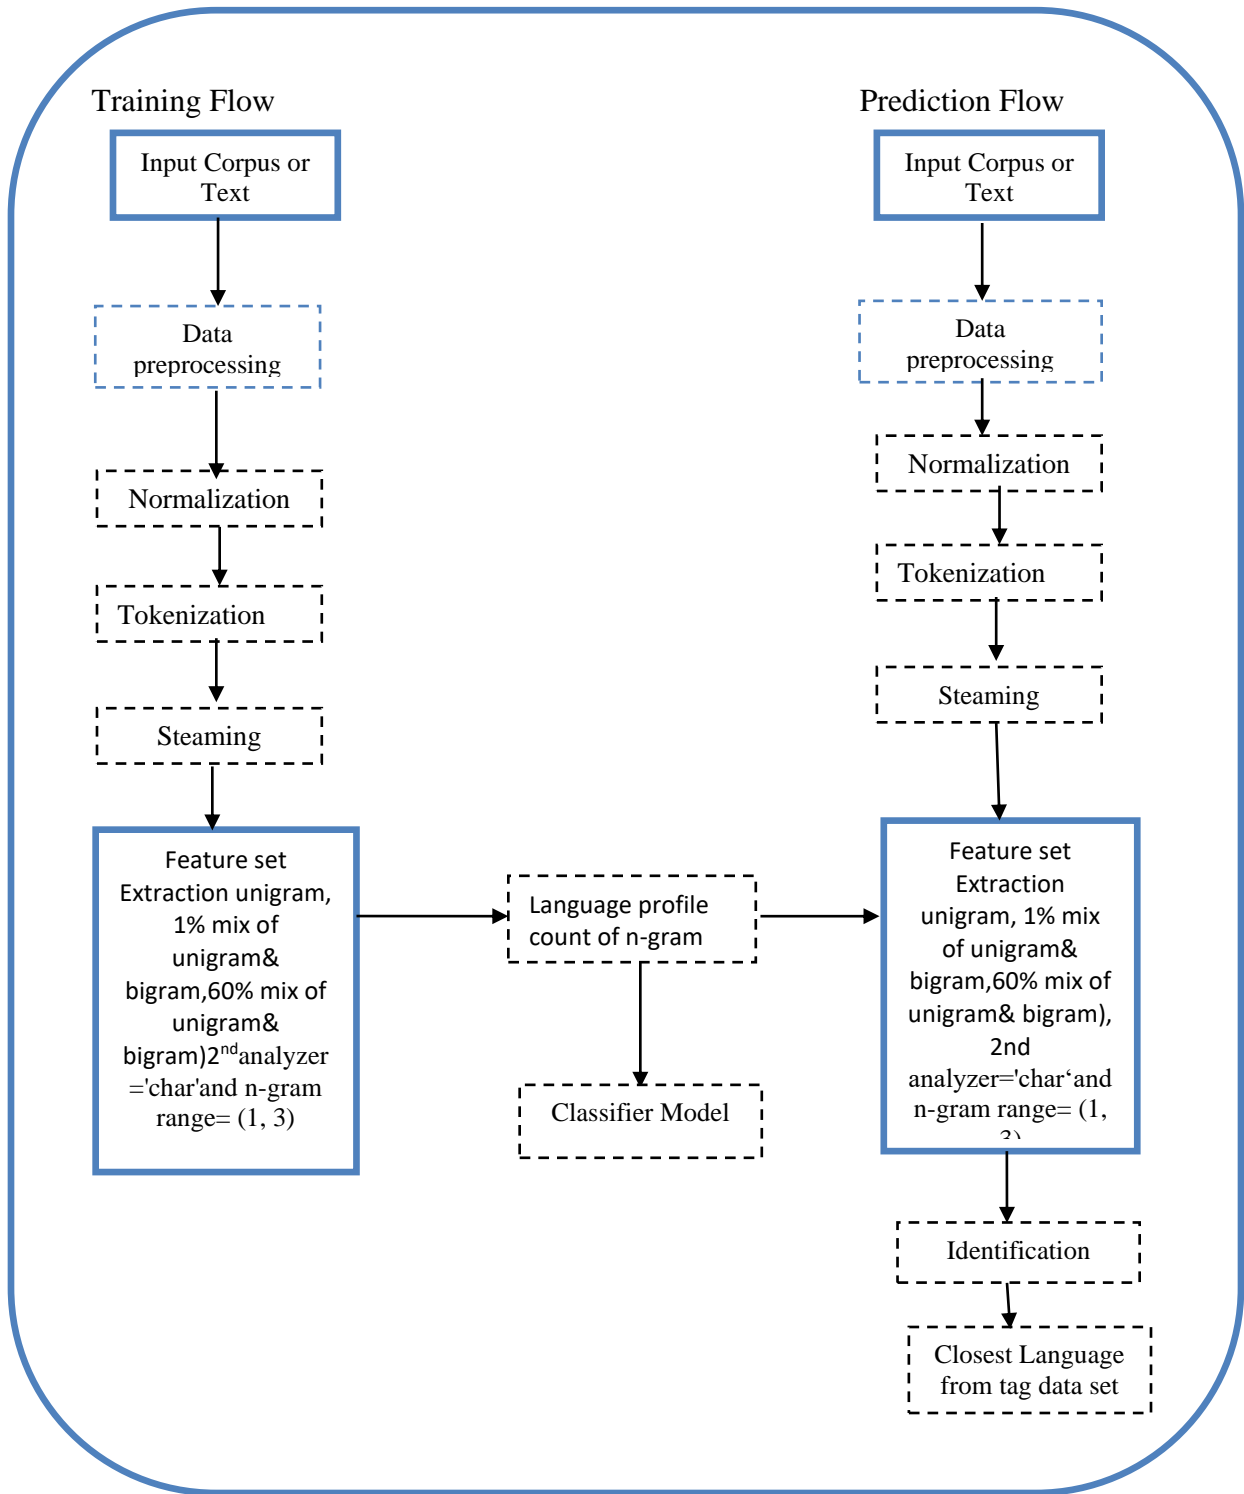 Training Flow
Input Corpus or
Text
Data
preprocessing
Normalization
Tokenization
Steaming
Feature set
Extraction unigram,
1% mix of
unigram&
bigram,60% mix of
unigram&
bigram)2ndanalyzer
='char'and n-gram
range= (1, 3)
Language profile
count of n-gram
Classifier Model
Prediction Flow
Input Corpus or
Text
Data
preprocessing
Normalization
Tokenization
Steaming
Feature set
Extraction
unigram, 1% mix
of unigram&
bigram,60% mix of
unigram& bigram),
2nd
analyzer='char‘and
n-gram range= (1,
3)
Identification
Closest Language
from tag data set